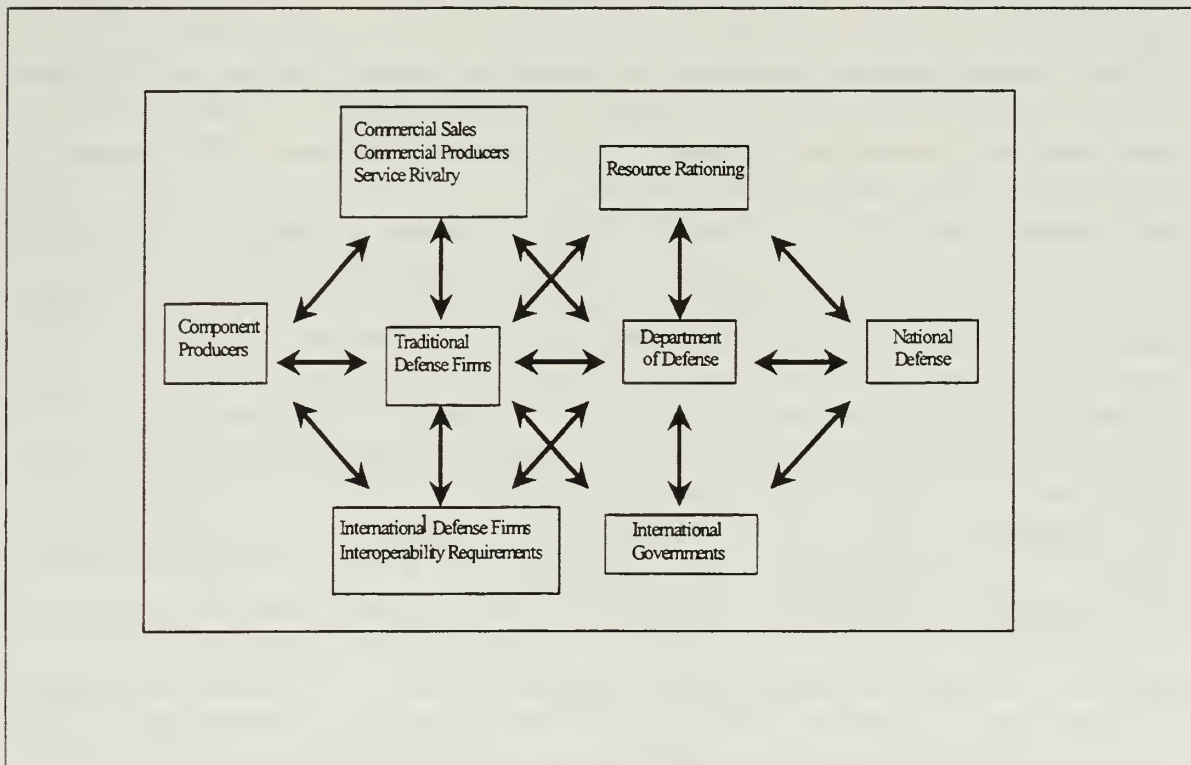 Commercial Sales
Commercial Producers
Service Rivalry
Resource Rationing
Component
Producers
Traditional
Defense Firms
Department
of Defense
National
Defense
International Defense Firms
Interoperability Requirements
International
Governments